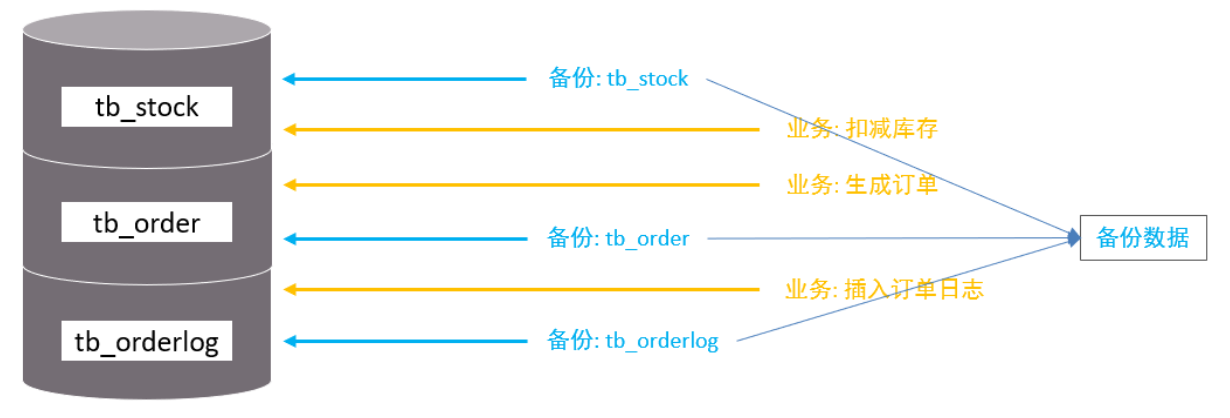 备份: tb_stock
tb_stock
业务: 扣减库存
业务: 生成订单
tb_order
备份: tb_order
备份数据
业务: 插入订单日志
tb_orderlog
备份: tb_orderlog